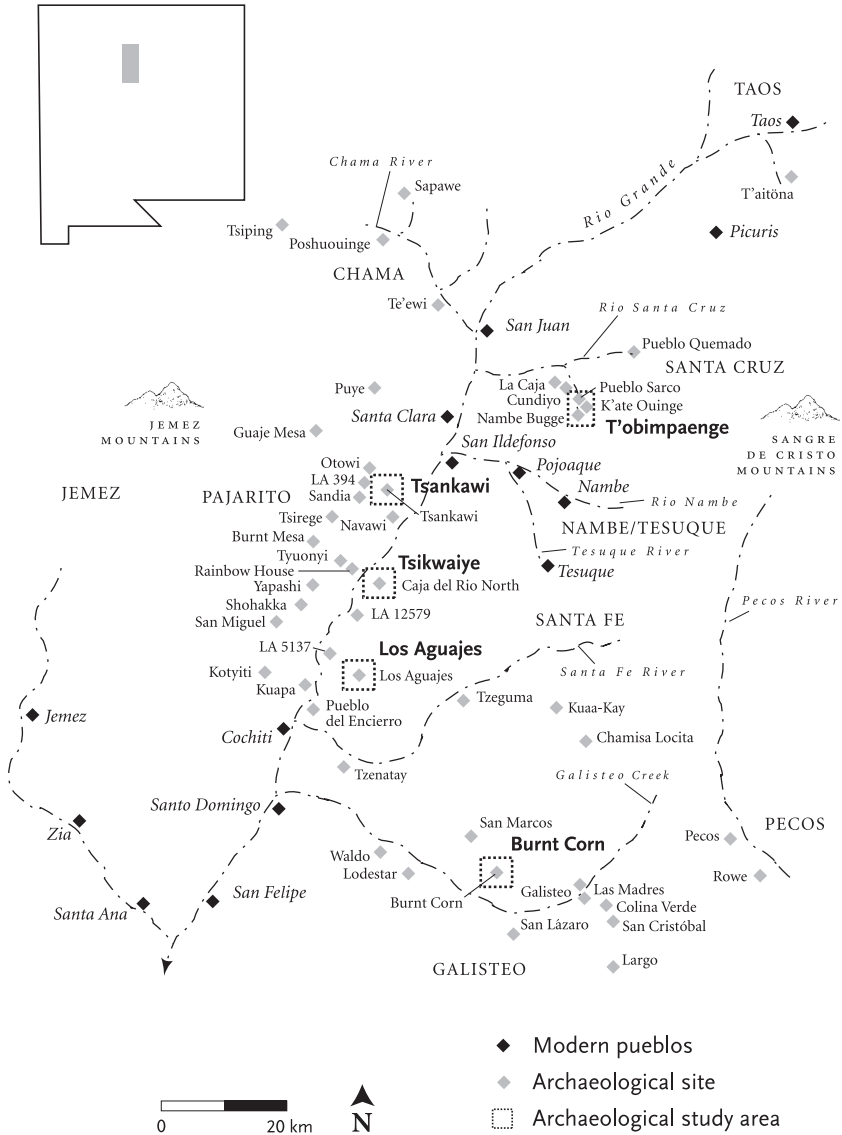 TAOS
Taos
Chama River
Sapawe
Rio Grande
T'aitöna
Tsiping
Poshuouinge
Picuris
CHAMA
Te'ewi
San Juan
Rio Santa Cruz
Pueblo Quemado
SANTA CRUZ
Puye
La Caja
Pueblo Sarco
Cundiyo
K'ate Ouinge
Nambe Bugge
T'obimpaenge
JEMEZ
MOUNTAINS
Santa Clara
SANGRE
DE CRISTO
MOUNTAINS
Guaje Mesa
San Ildefonso
Otowi
Pojoaque
LA 394
Tsankawi
Nambe
JEMEZ
PAJARITO
Sandia
Rio Nambe
Tsirege
Navawi
Tsankawi
NAMBE/TESUQUE
Burnt Mesa
Tyuonyi
Tsikwaiye
Tesuque River
Rainbow House
Tesuque
Yapashi
Caja del Rio North
Pecos River
Shohakka
San Miguel
LA 12579
SANTA FE
LA 5137
Los Aguajes
Santa Fe River
Kotyiti
Los Aguajes
Kuapa
Tzeguma
Kuaa-Kay
Jemez
Pueblo
del Encierro
Cochiti
Chamisa Locita
Tzenatay
Galisteo Creek
Santo Domingo
Zia
San Marcos
PECOS
Pecos
Burnt Corn
Waldo
Lodestar
Rowe
Galisteo
Las Madres
Burnt Corn
Colina Verde
Santa Ana
San Felipe
San Lázaro
San Cristóbal
GALISTEO
Largo
Modern pueblos
Archaeological site
Archaeological study area
0
20 km
N